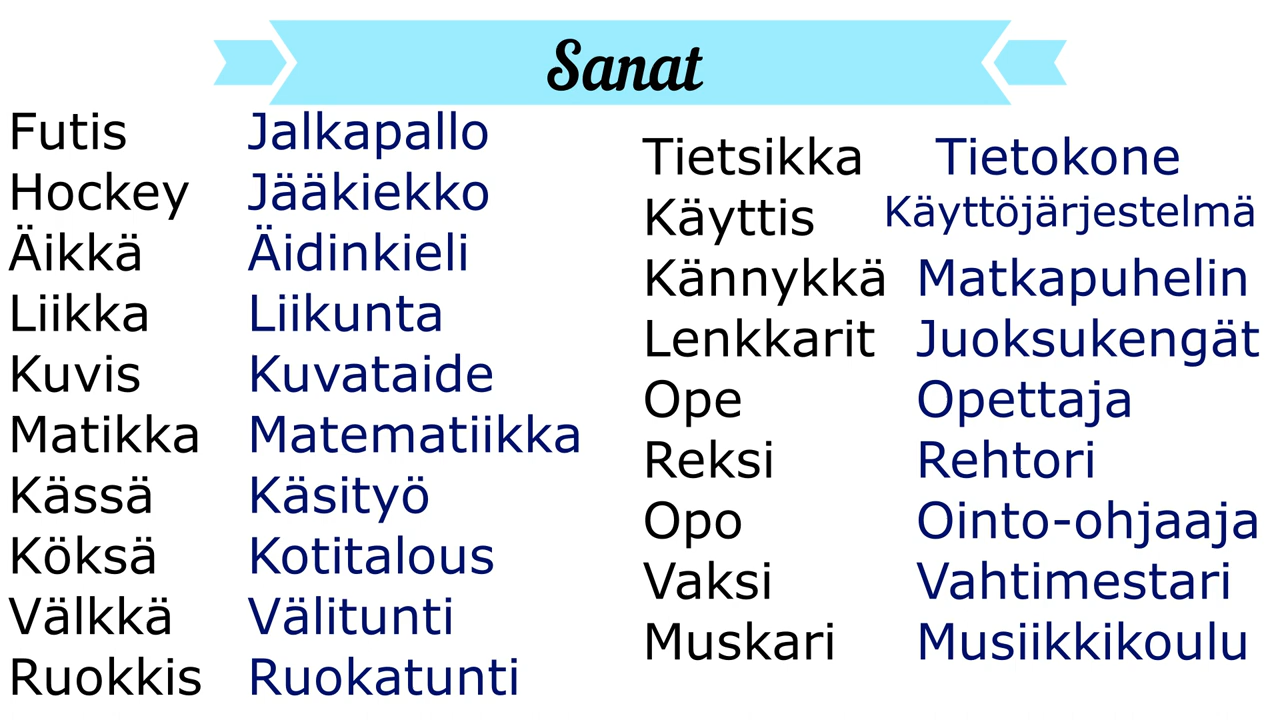 Sanat
Futis Jalkapallo
Hockey Jääkiekko
Äikkä Äidinkieli
Liikka Liikunta
Kuvis Kuvataide
Matikka Matematiikka
Kässä Käsityö
Köksä Kotitalous
Välkkä Välitunti
Ruokkis Ruokatunti
Tietsikka Tietokone
Käyttis Käyttöjärjestelmä
Kännykkä Matkapuhelin
Lenkkarit Juoksukengät
Ope Opettaja
Reksi Rehtori
Opo Ointo-ohjaaja
Vaksi Vahtimestari
Muskari Musiikkikoulu